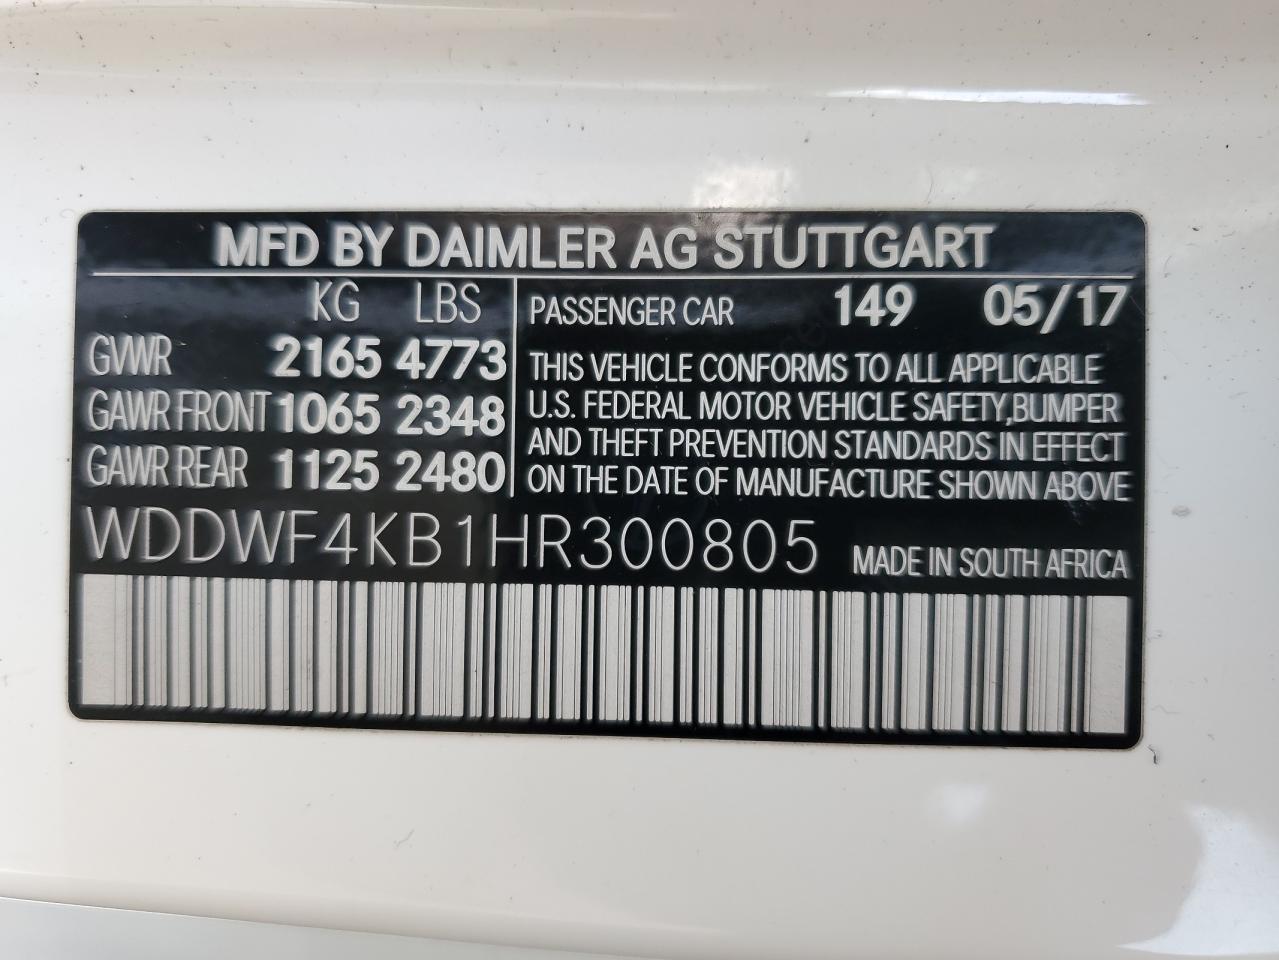 MFD BY DAIMLER AG STUTTGART
KG LBS
GVWR 2165 4773
GAWR FRONT 1065 2348
GAWR REAR 1125 2480
PASSENGER CAR 149 05/17
THIS VEHICLE CONFORMS TO ALL APPLICABLE
U.S. FEDERAL MOTOR VEHICLE SAFETY,BUMPER
AND THEFT PREVENTION STANDARDS IN EFFECT
ON THE DATE OF MANUFACTURE SHOWN ABOVE
WDDWF4KB1HR300805 MADE IN SOUTH AFRICA